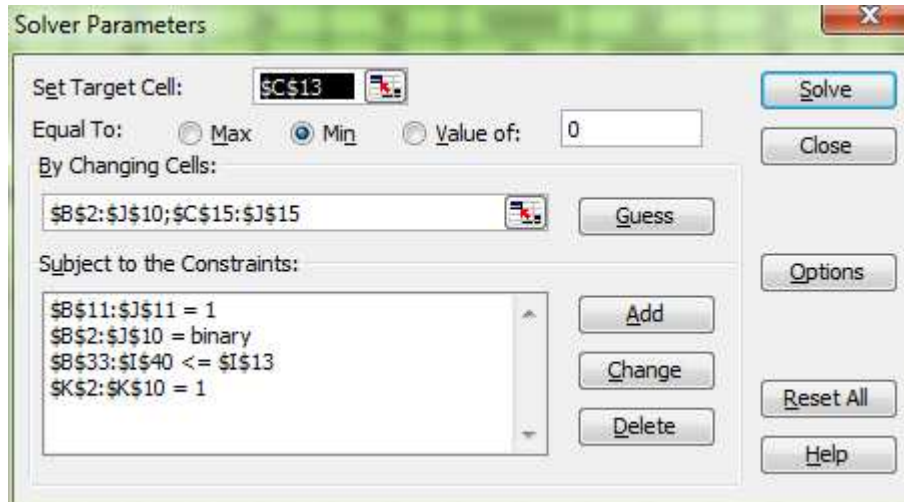 Solver Parameters
Set Target Cell: $C$13 Solve
Equal To: Max Min Value of: 0 Close
By Changing Cells:
$B$2:$J$10;$C$15:$J$15 Guess
Subject to the Constraints: Options
$B$11:$J$11 = 1 Add
$B$2:$J$10 = binary
$B$33:$I$40 <= $I$13 Change
$K$2:$K$10 = 1
Reset All
Delete
Help